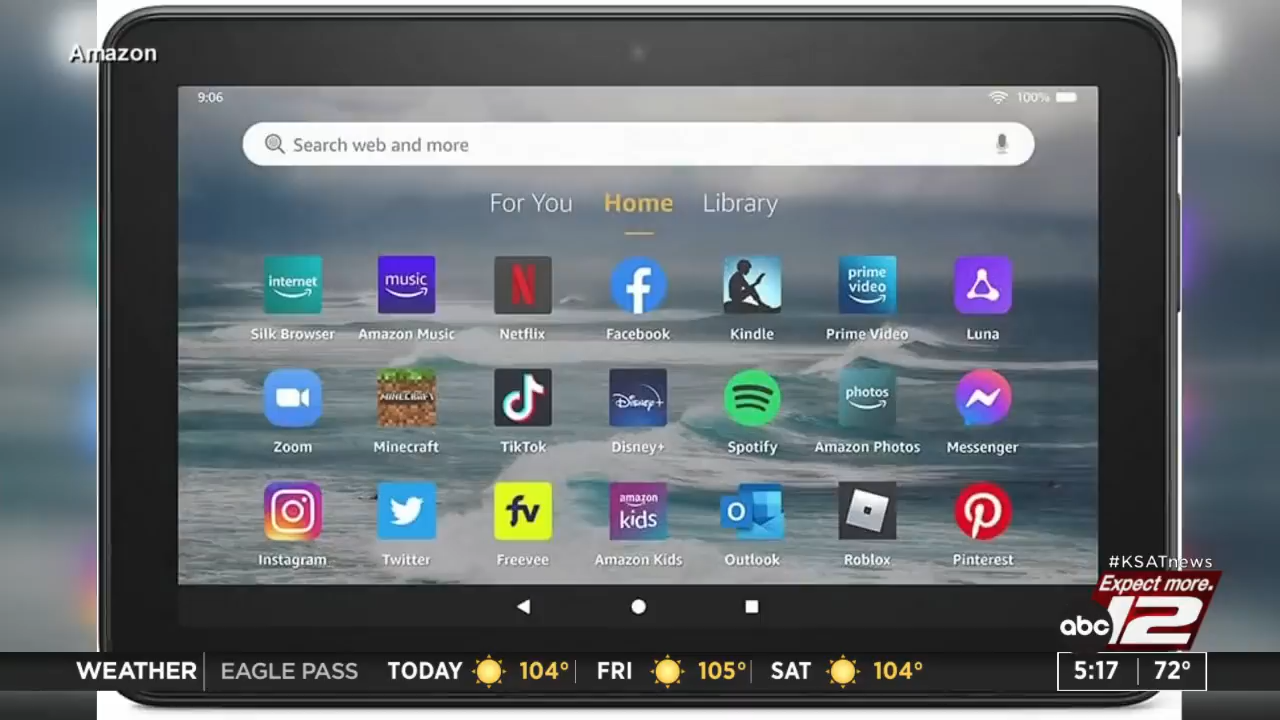 Amazon
9:06
100%
Search web and more
For You Home Library
internet music prime video
Silk Browser Amazon Music Netflix Facebook Kindle Prime Video Luna
MINECRAFT Disney+ photos
Zoom Minecraft TikTok Disney+ Spotify Amazon Photos Messenger
fv amazon kids
Instagram Twitter Freevee Amazon Kids Outlook Roblox Pinterest
#KSATnews
Expect more.
abc 12
WEATHER EAGLE PASS TODAY 104° FRI 105° SAT 104° 5:17 72°